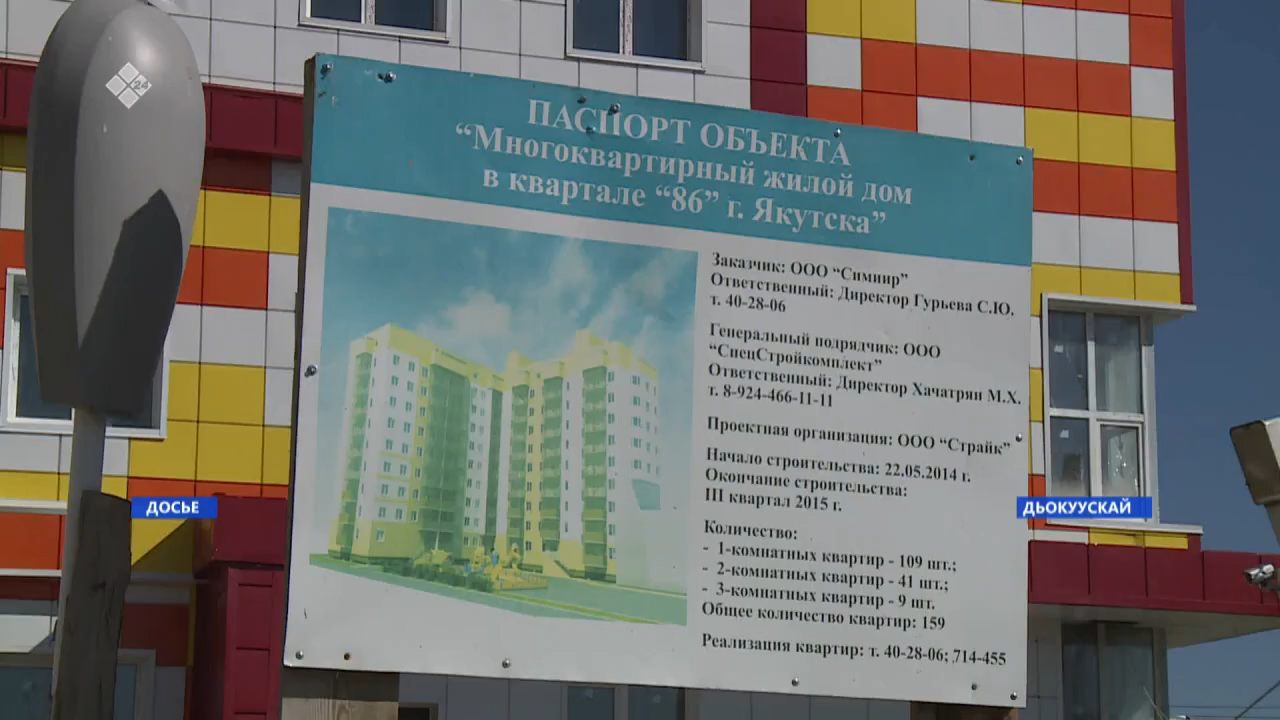 24
ПАСПОРТ ОБЪЕКТА
“Многоквартирный жилой дом
в квартале “86” г. Якутска”
Заказчик: ООО “Симиир”
Ответственный: Директор Гурьева С.Ю.
т. 40-28-06
Генеральный подрядчик: ООО
“СпецСтройкомплект”
Ответственный: Директор Хачатрян М.Х.
т. 8-924-466-11-11
Проектная организация: ООО “Страйк”
Начало строительства: 22.05.2014 г.
Окончание строительства:
III квартал 2015 г.
Количество:
- 1-комнатных квартир - 109 шт.;
- 2-комнатных квартир - 41 шт.;
- 3-комнатных квартир - 9 шт.
Общее количество квартир: 159
Реализация квартир: т. 40-28-06; 714-455
ДОСЬЕ
ДЬОКУУСКАЙ